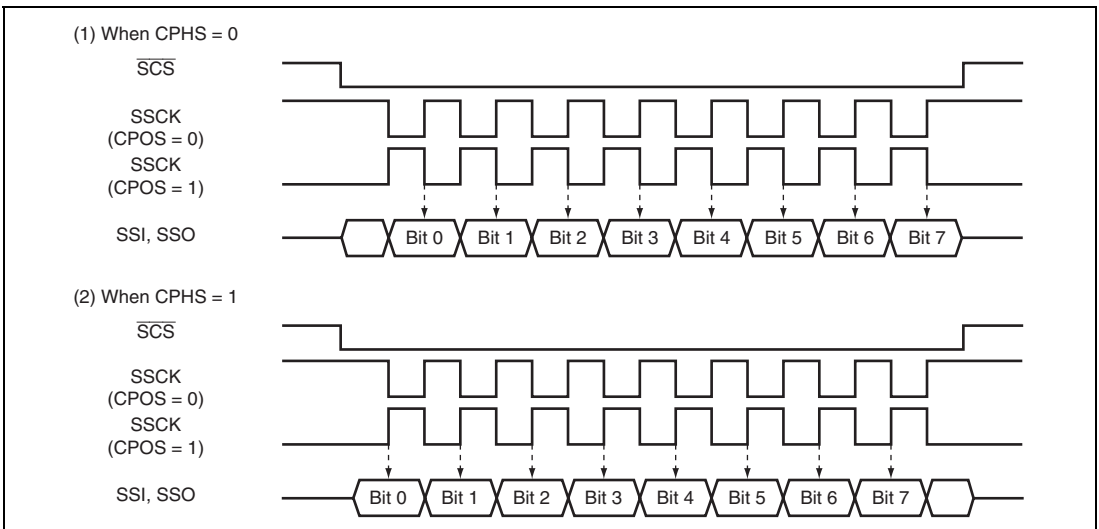 (1) When CPHS = 0
SCS
SSCK
(CPOS = 0)
SSCK
(CPOS = 1)
SSI, SSO
Bit 0 Bit 1 Bit 2 Bit 3 Bit 4 Bit 5 Bit 6 Bit 7
(2) When CPHS = 1
SCS
SSCK
(CPOS = 0)
SSCK
(CPOS = 1)
SSI, SSO
Bit 0 Bit 1 Bit 2 Bit 3 Bit 4 Bit 5 Bit 6 Bit 7